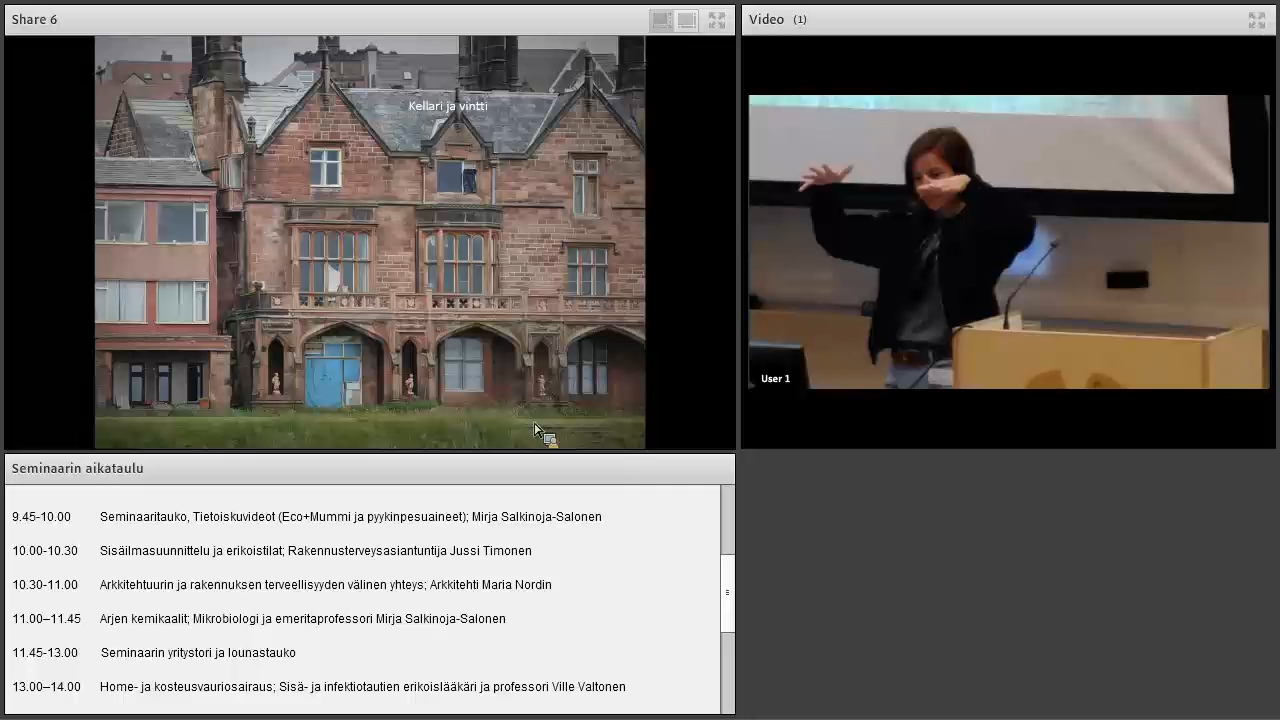 Share 6
Kellari ja vintti
Video (1)
User 1
Seminaarin aikataulu
9.45-10.00 Seminaaritauko, Tietoiskuvideot (Eco+Mummi ja pyykinpesuaineet); Mirja Salkinoja-Salonen
10.00-10.30 Sisäilmasuunnittelu ja erikoistilat; Rakennusterveysasiantuntija Jussi Timonen
10.30-11.00 Arkkitehtuurin ja rakennuksen terveellisyyden välinen yhteys; Arkkitehti Maria Nordin
11.00–11.45 Arjen kemikaalit; Mikrobiologi ja emeritaprofessori Mirja Salkinoja-Salonen
11.45-13.00 Seminaarin yritystori ja lounastauko
13.00–14.00 Home- ja kosteusvauriosairaus; Sisä- ja infektiotautien erikoislääkäri ja professori Ville Valtonen